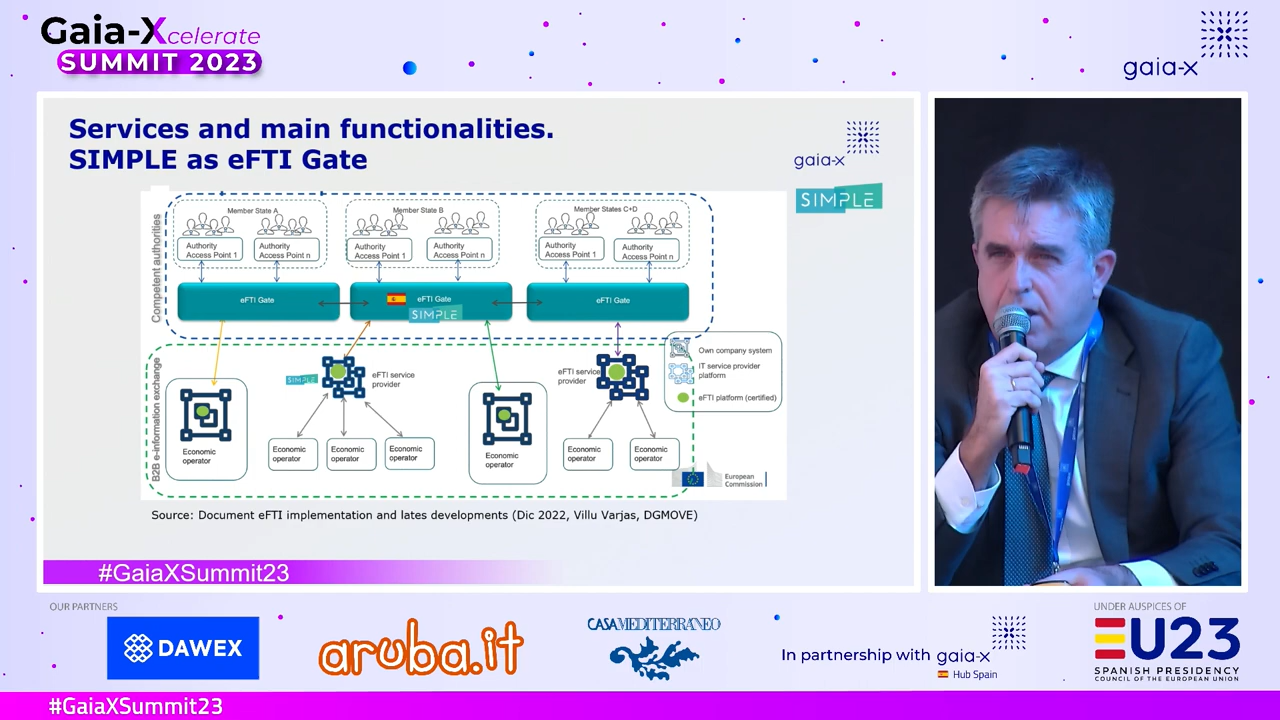 Gaia-Xcelerate
SUMMIT 2023
gaia-x
Services and main functionalities.
SIMPLE as eFTI Gate
gaia-x
SIMPLE
Competent authorities
Member State A
Member State B
Member States C+D
Authority
Access Point 1
Authority
Access Point n
Authority
Access Point 1
Authority
Access Point n
Authority
Access Point 1
Authority
Access Point n
eFTI Gate
eFTI Gate
SIMPLE
eFTI Gate
B2B e-information exchange
SIMPLE
eFTI service
provider
eFTI service
provider
Own company system
IT service provider
platform
eFTI platform (certified)
Economic
operator
Economic
operator
Economic
operator
Economic
operator
Economic
operator
Economic
operator
Economic
operator
European
Commission
Source: Document eFTI implementation and lates developments (Dic 2022, Villu Varjas, DGMOVE)
#GaiaXSummit23
OUR PARTNERS
DAWEX
aruba.it
CASAMEDITERRANEO
In partnership with gaia-x
Hub Spain
UNDER AUSPICES OF
EU23
SPANISH PRESIDENCY
COUNCIL OF THE EUROPEAN UNION
#GaiaXSummit23